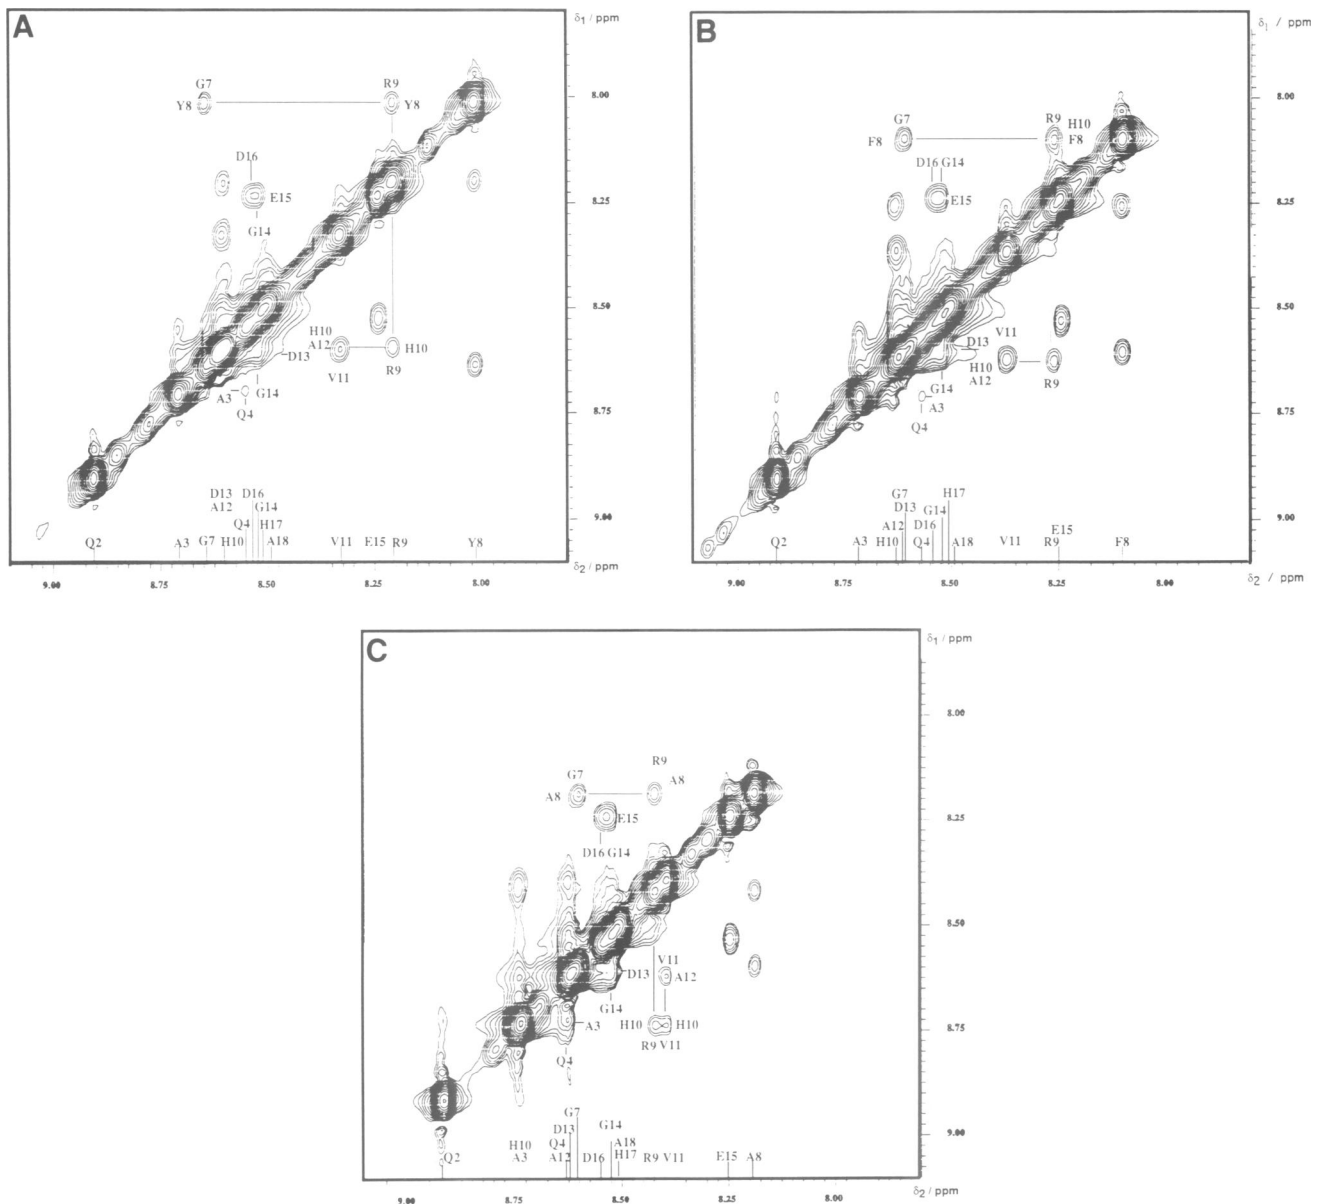 A
δ1 / ppm
G7
R9
Y8
Y8
8.00
D16
E15
8.25
G14
8.50
H10
A12
D13
H10
V11
G14
R9
A3
Q4
8.75
D13 D16
A12 G14
Q4 H17
9.00
Q2 A3 G7 H10 A18 V11 E15 R9 Y8
δ2 / ppm
9.00 8.75 8.50 8.25 8.00
B
δ1 / ppm
8.00
G7
R9 H10
F8
F8
D16 G14
E15
8.25
8.50
V11
D13
H10
G14
A12
R9
A3
Q4
8.75
G7 H17
D13
G14
A12 D16
E15
9.00
Q2 A3 H10 Q4 A18 V11 R9 F8
δ2 / ppm
9.00 8.75 8.50 8.25 8.00
C
δ1 / ppm
8.00
R9
G7
A8
A8
8.25
E15
D16 G14
8.50
V11
D13
A12
G14
A3
H10
H10
8.75
R9 V11
Q4
G7
G14
D13
9.00
H10 Q4 A18
Q2 A3 A12 D16 H17 R9 V11 E15 A8
δ2 / ppm
9.00 8.75 8.50 8.25 8.00